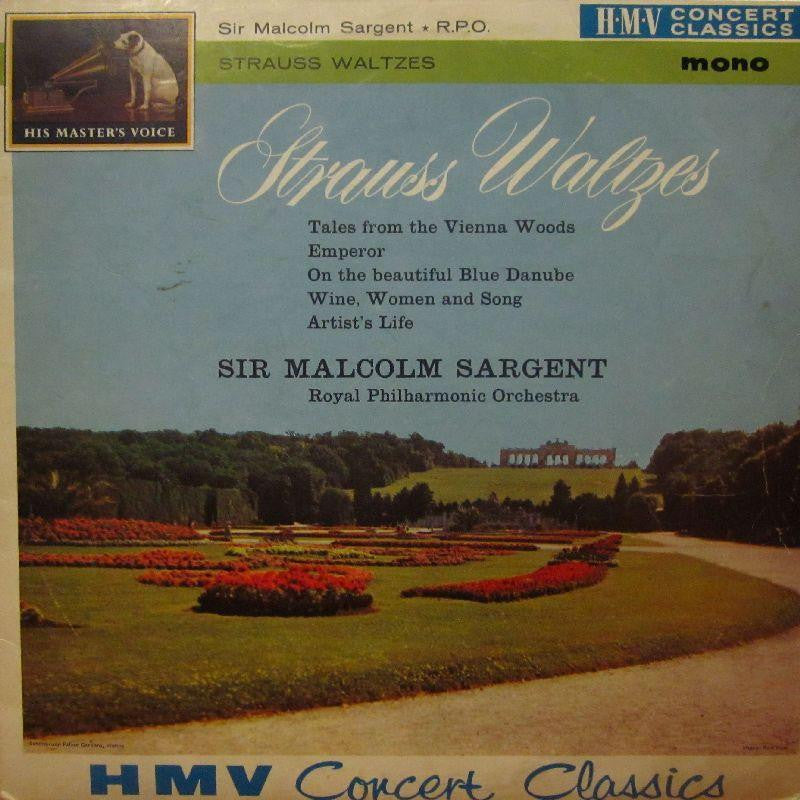 Sir Malcolm Sargent ★ R.P.O.
H·M·V CONCERT CLASSICS
STRAUSS WALTZES
mono
HIS MASTER'S VOICE
Strauss Waltzes
Tales from the Vienna Woods
Emperor
On the beautiful Blue Danube
Wine, Women and Song
Artist's Life
SIR MALCOLM SARGENT
Royal Philharmonic Orchestra
Palace Gardens,
HMV Concert Classics